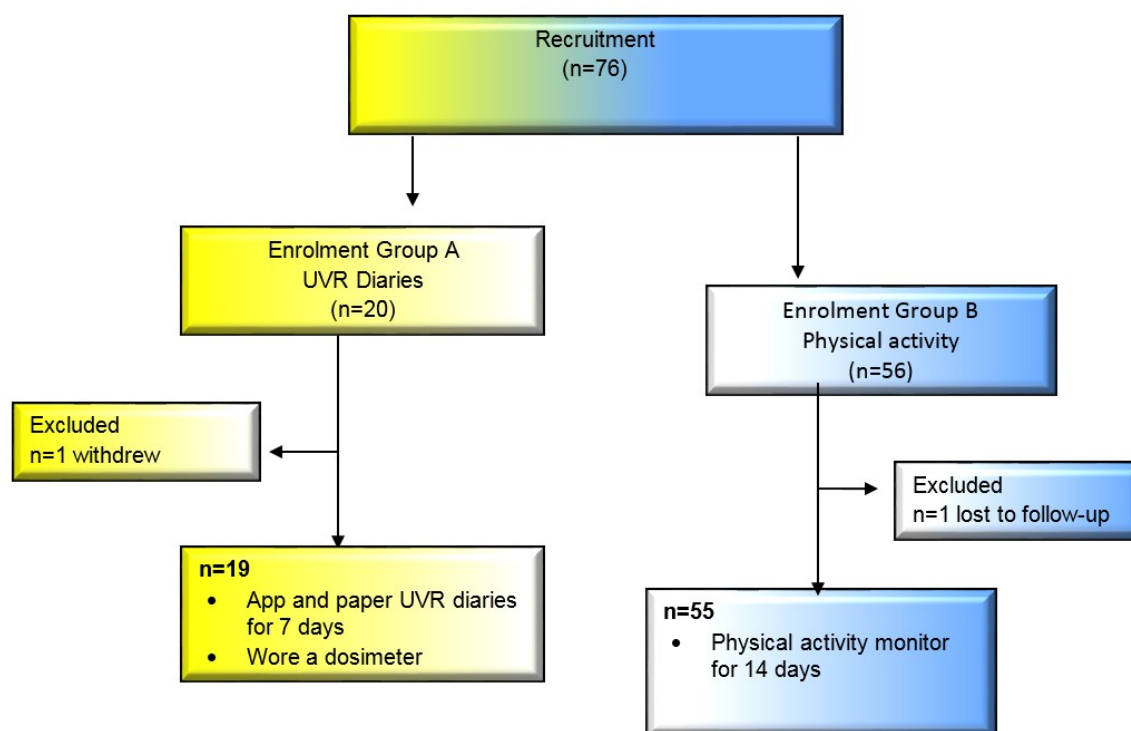 Recruitment
(n=76)
Enrolment Group A
UVR Diaries
(n=20)
Enrolment Group B
Physical activity
(n=56)
Excluded
n=1 withdrew
Excluded
n=1 lost to follow-up
n=19
• App and paper UVR diaries
for 7 days
• Wore a dosimeter
n=55
• Physical activity monitor
for 14 days